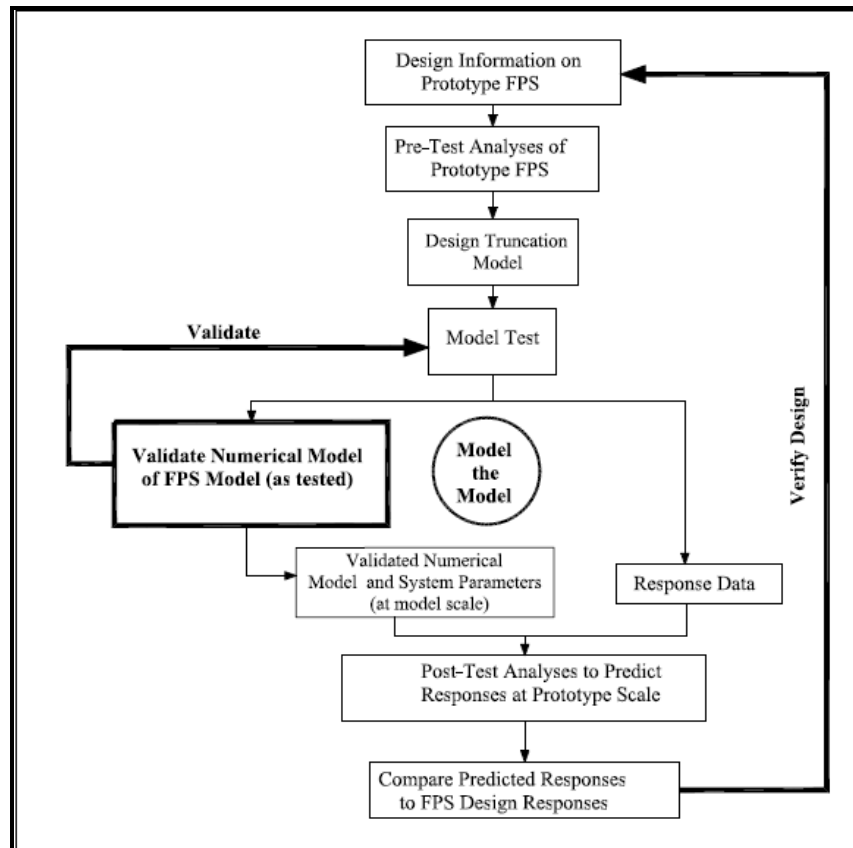 Design Information on
Prototype FPS
Pre-Test Analyses of
Prototype FPS
Design Truncation
Model
Validate
Model Test
Validate Numerical Model
of FPS Model (as tested)
Model
the
Model
Verify Design
Validated Numerical
Model and System Parameters
(at model scale)
Response Data
Post-Test Analyses to Predict
Responses at Prototype Scale
Compare Predicted Responses
to FPS Design Responses